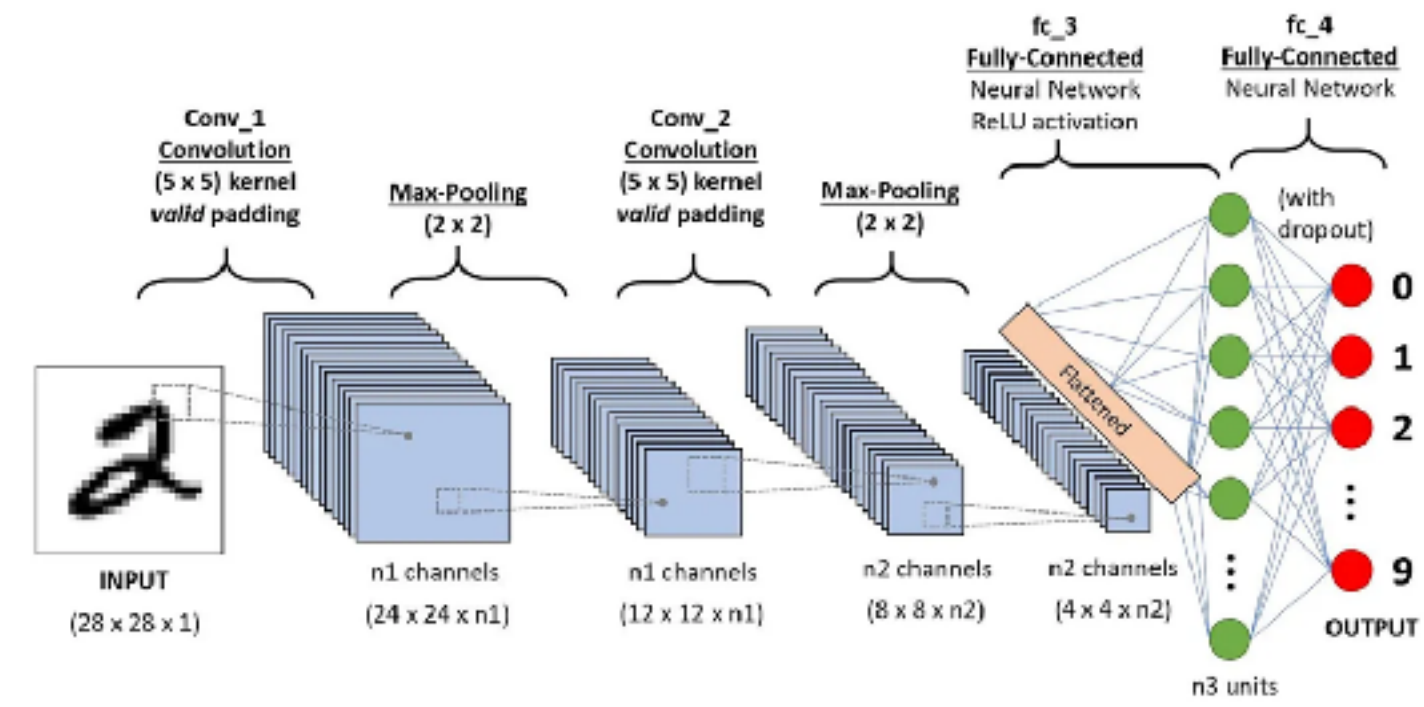 Conv_1
Convolution
(5 x 5) kernel
valid padding
Max-Pooling
(2 x 2)
Conv_2
Convolution
(5 x 5) kernel
valid padding
Max-Pooling
(2 x 2)
fc_3
Fully-Connected
Neural Network
ReLU activation
fc_4
Fully-Connected
Neural Network
(with
dropout)
Flattened
0
1
2
9
OUTPUT
2
INPUT
(28 x 28 x 1)
n1 channels
(24 x 24 x n1)
n1 channels
(12 x 12 x n1)
n2 channels
(8 x 8 x n2)
n2 channels
(4 x 4 x n2)
n3 units